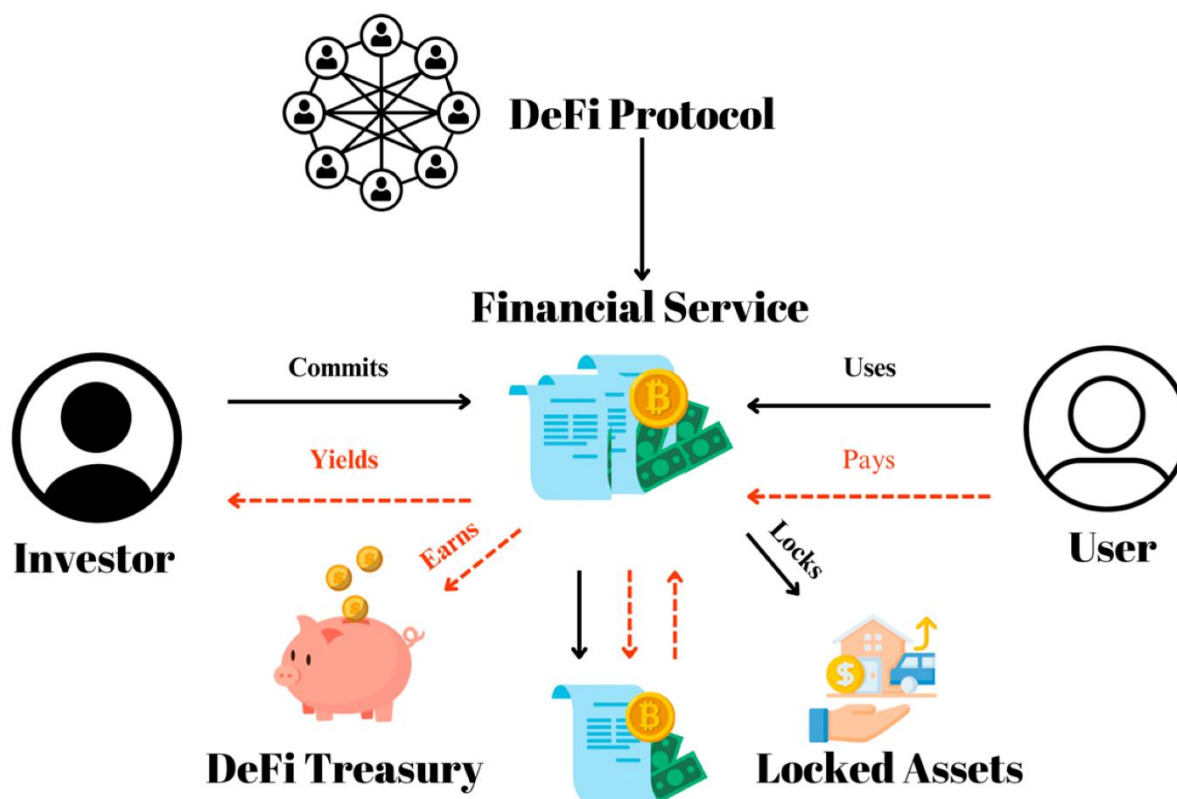 DeFi Protocol
Financial Service
Commits
Uses
Yields
Pays
Investor
Earns
Locks
User
DeFi Treasury
Locked Assets